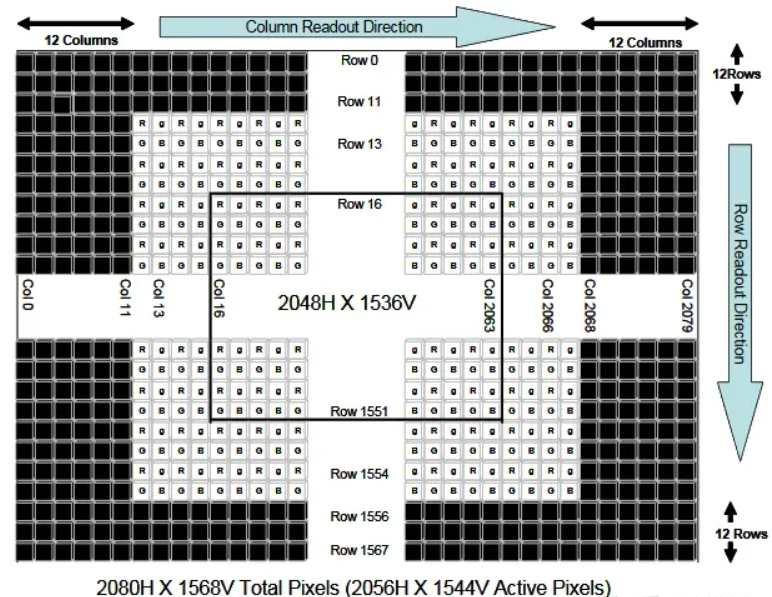 Column Readout Direction
12 Columns
12 Columns
Row 0
12Rows
Row 11
R g R g R g R g R g R g R g R g R g
G B G B G B G B G Row 13 B G B G B G B G B
R g R g R g R g R g R g R g R g R g
G B G B G B G B G B G B G B G B G B
R g R g R g R g R Row 16 g R g R g R g R g
G B G B G B G B G B G B G B G B G B
R g R g R g R g R g R g R g R g R g
G B G B G B G B G B G B G B G B G B
Row Readout Direction
Col 0
Col 11
Col 13
Col 16
2048H X 1536V
Col 2063
Col 2066
Col 2068
Col 2079
R g R g R g R g R g R g R g R g R g
G B G B G B G B G B G B G B G B G B
R g R g R g R g R g R g R g R g R g
G B G B G B G B G Row 1551 B G B G B G B G B
R g R g R g R g R g R g R g R g R g
G B G B G B G B G B G B G B G B G B
R g R g R g R g R Row 1554 g R g R g R g R g
G B G B G B G B G B G B G B G B G B
Row 1556
12 Rows
Row 1567
2080H X 1568V Total Pixels (2056H X 1544V Active Pixels)